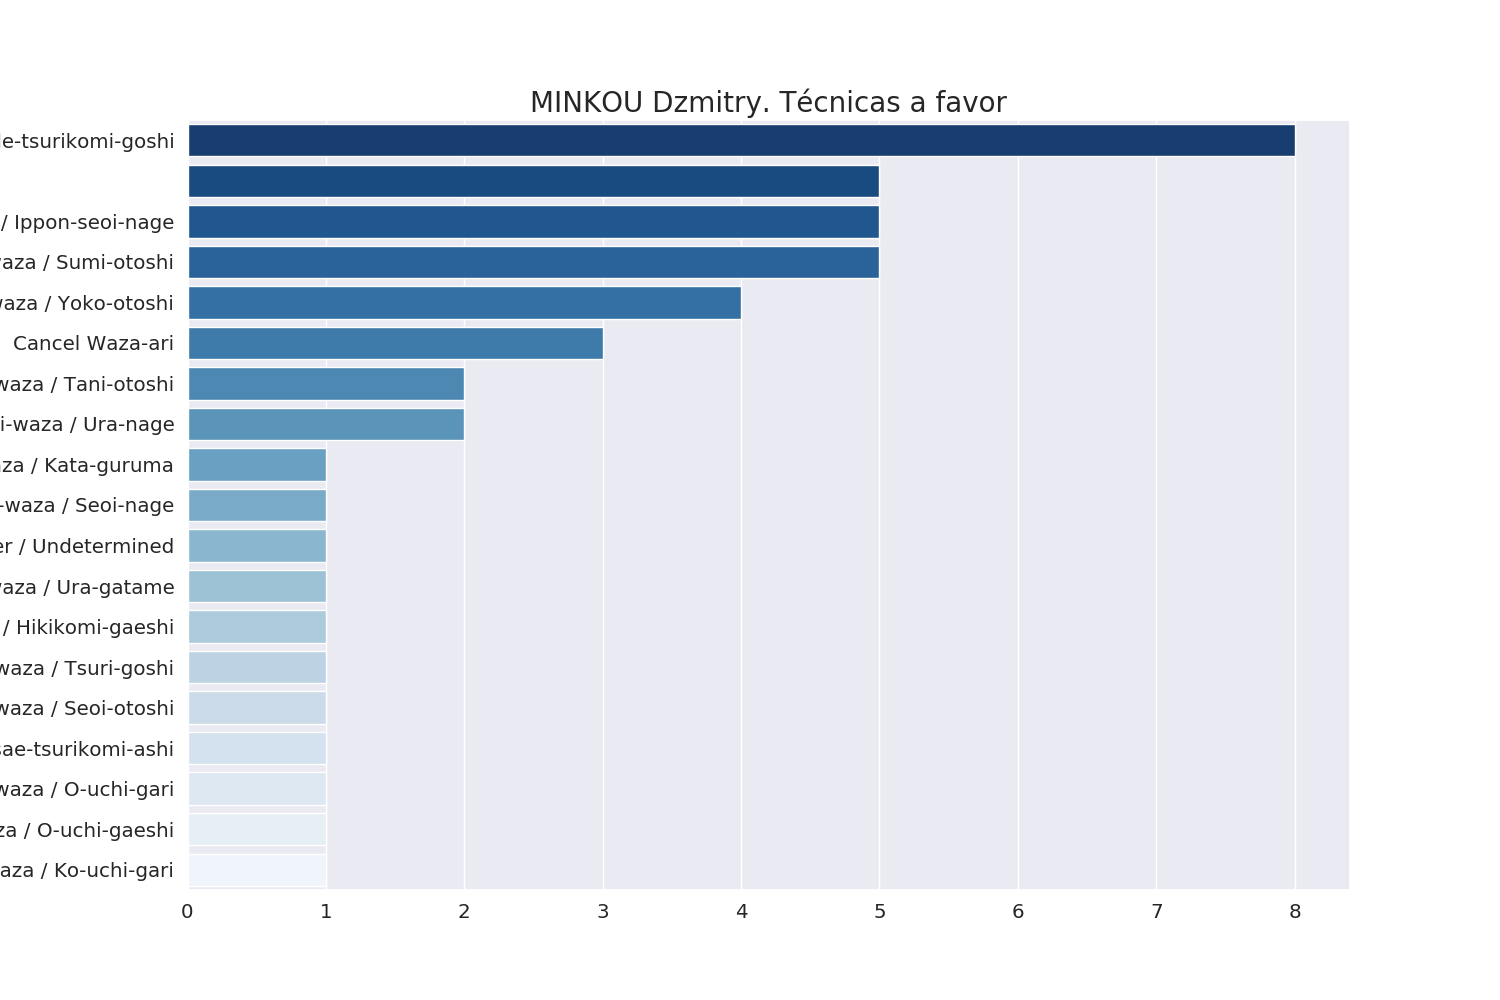 MINKOU Dzmitry. Técnicas a favor
le-tsurikomi-goshi
/ Ippon-seoi-nage
aza / Sumi-otoshi
waza / Yoko-otoshi
Cancel Waza-ari
waza / Tani-otoshi
i-waza / Ura-nage
za / Kata-guruma
-waza / Seoi-nage
er / Undetermined
waza / Ura-gatame
/ Hikikomi-gaeshi
waza / Tsuri-goshi
waza / Seoi-otoshi
sae-tsurikomi-ashi
waza / O-uchi-gari
za / O-uchi-gaeshi
aza / Ko-uchi-gari
0 1 2 3 4 5 6 7 8